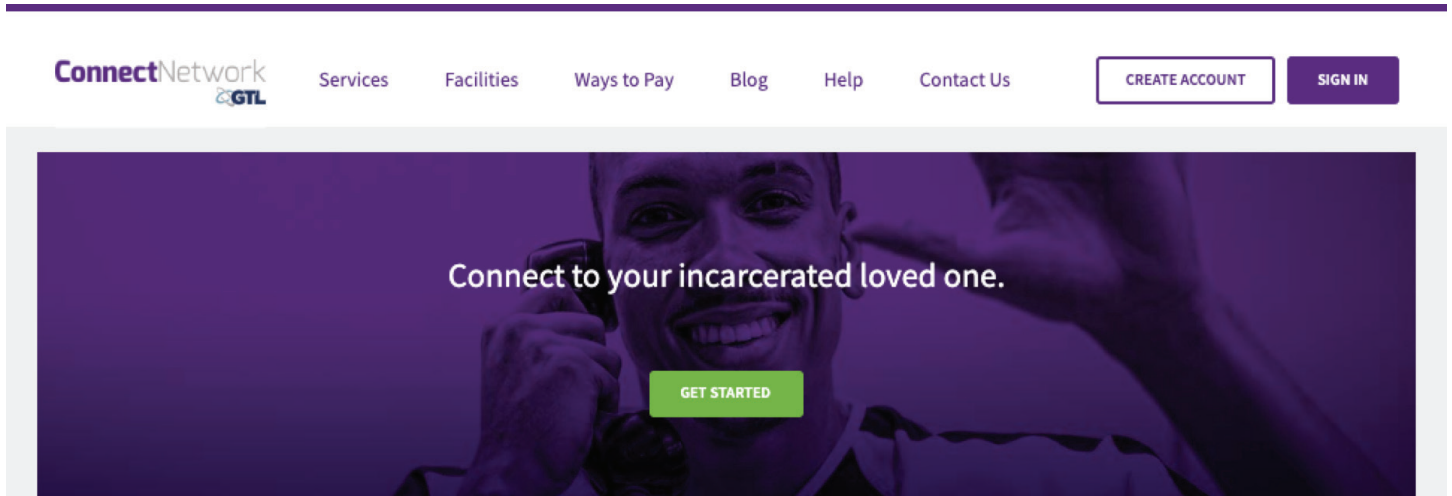 ConnectNetwork
GTL
Services Facilities Ways to Pay Blog Help Contact Us CREATE ACCOUNT SIGN IN
Connect to your incarcerated loved one.
GET STARTED